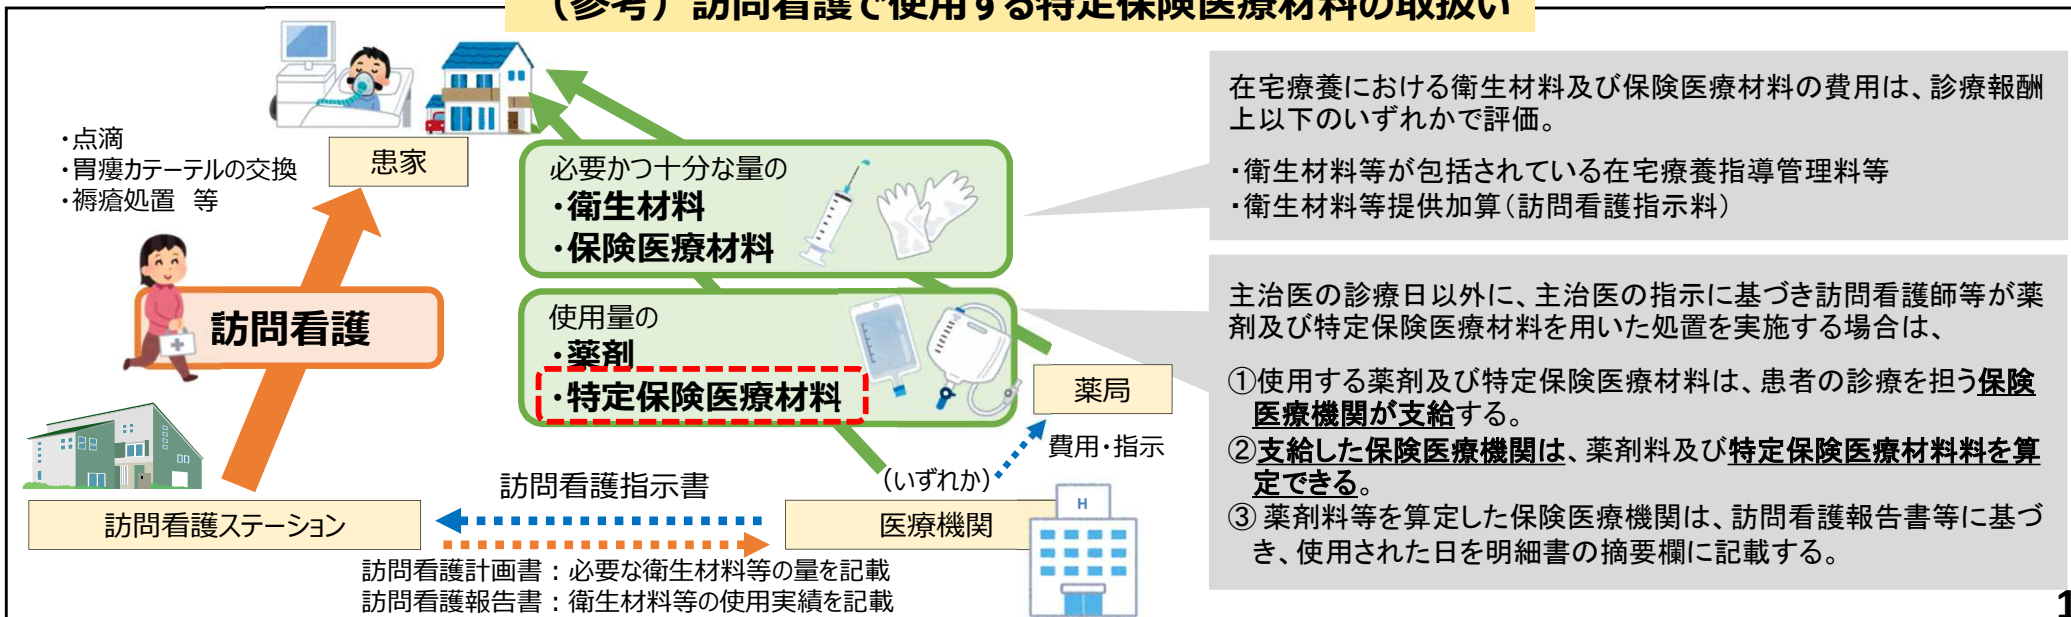 (参考)訪問看護で使用する特定保険医療材料の取扱い
・点滴
・胃瘻カテーテルの交換
・褥瘡処置 等
患家
訪問看護
訪問看護ステーション
必要かつ十分な量の
・衛生材料
・保険医療材料
使用量の
・薬剤
・特定保険医療材料
薬局
費用・指示
(いずれか)
訪問看護指示書
医療機関
H
訪問看護計画書:必要な衛生材料等の量を記載
訪問看護報告書:衛生材料等の使用実績を記載
在宅療養における衛生材料及び保険医療材料の費用は、診療報酬
上以下のいずれかで評価。
・衛生材料等が包括されている在宅療養指導管理料等
・衛生材料等提供加算(訪問看護指示料)
主治医の診療日以外に、主治医の指示に基づき訪問看護師等が薬
剤及び特定保険医療材料を用いた処置を実施する場合は、
①使用する薬剤及び特定保険医療材料は、患者の診療を担う保険
医療機関が支給する。
②支給した保険医療機関は、薬剤料及び特定保険医療材料料を算
定できる。
③ 薬剤料等を算定した保険医療機関は、訪問看護報告書等に基づ
き、使用された日を明細書の摘要欄に記載する。